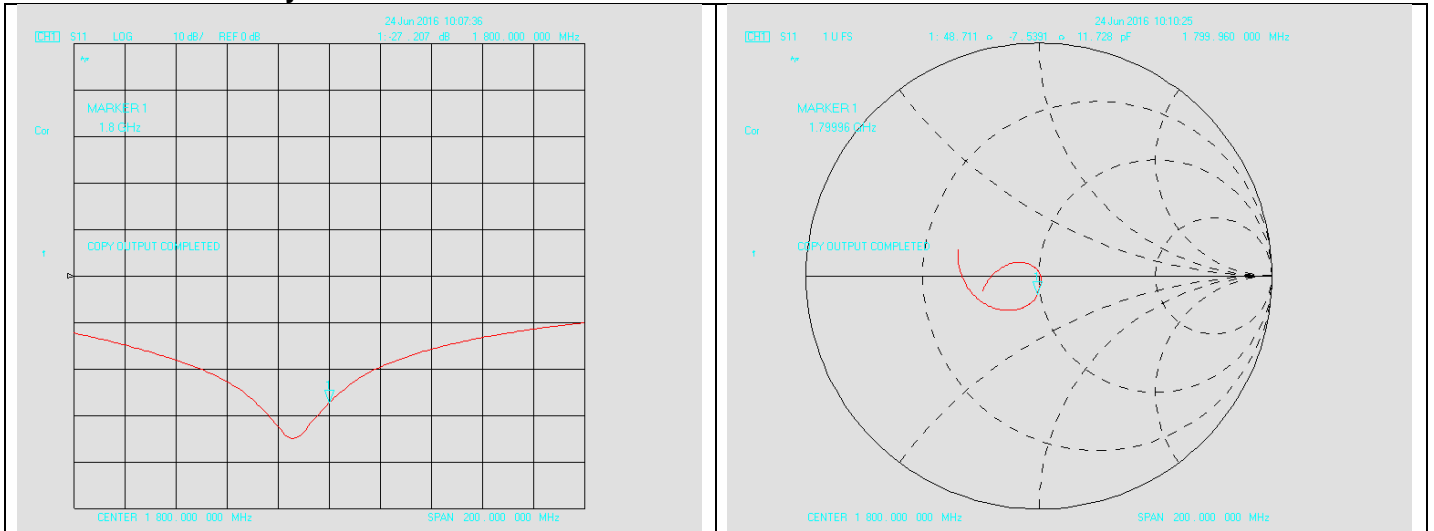 24 Jun 2016 10:07:36
CH1 S11 LOG 10 dB/ REF 0 dB 1:-27 . 207 dB 1 800 . 000 000 MHz
MARKER 1
1.8 GHz
Cor
COPY OUTPUT COMPLETED
1
1
CENTER 1 800 . 000 000 MHz SPAN 200 . 000 000 MHz
24 Jun 2016 10:10:25
CH1 S11 1 U FS 1: 48.711 o -7.5391 o 11.728 pF 1 799 . 960 000 MHz
MARKER 1
1.79996 GHz
Cor
COPY OUTPUT COMPLETED
1
1
CENTER 1 800 . 000 000 MHz SPAN 200 . 000 000 MHz